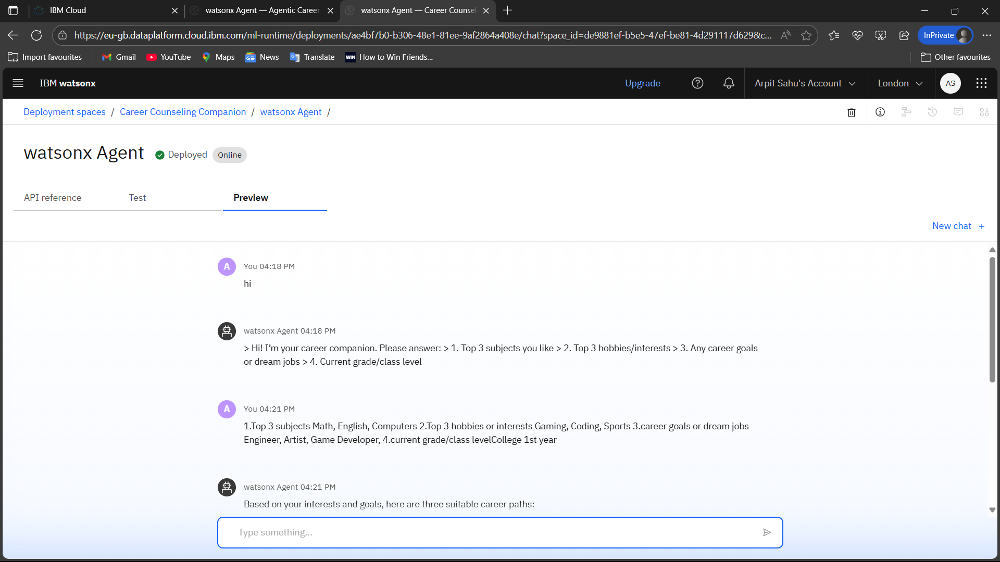 IBM Cloud
watsonx Agent — Agentic Career
watsonx Agent — Career Counsel
https://eu-gb.dataplatform.cloud.ibm.com/ml-runtime/deployments/ae4bf7b0-b306-48e1-81ee-9af2864a408e/chat?space_id=de9881ef-b5e5-47ef-be81-4d291117d629&c...
InPrivate
Import favourites
Gmail
YouTube
Maps
News
Translate
WIN How to Win Friends...
Other favourites
IBM watsonx
Upgrade
Arpit Sahu's Account
London
AS
Deployment spaces / Career Counseling Companion / watsonx Agent /
watsonx Agent
Deployed
Online
API reference
Test
Preview
New chat +
A
You 04:18 PM
hi
watsonx Agent 04:18 PM
> Hi! I’m your career companion. Please answer: > 1. Top 3 subjects you like > 2. Top 3 hobbies/interests > 3. Any career goals
or dream jobs > 4. Current grade/class level
A
You 04:21 PM
1.Top 3 subjects Math, English, Computers 2.Top 3 hobbies or interests Gaming, Coding, Sports 3.career goals or dream jobs
Engineer, Artist, Game Developer, 4.current grade/class levelCollege 1st year
watsonx Agent 04:21 PM
Based on your interests and goals, here are three suitable career paths:
Type something...